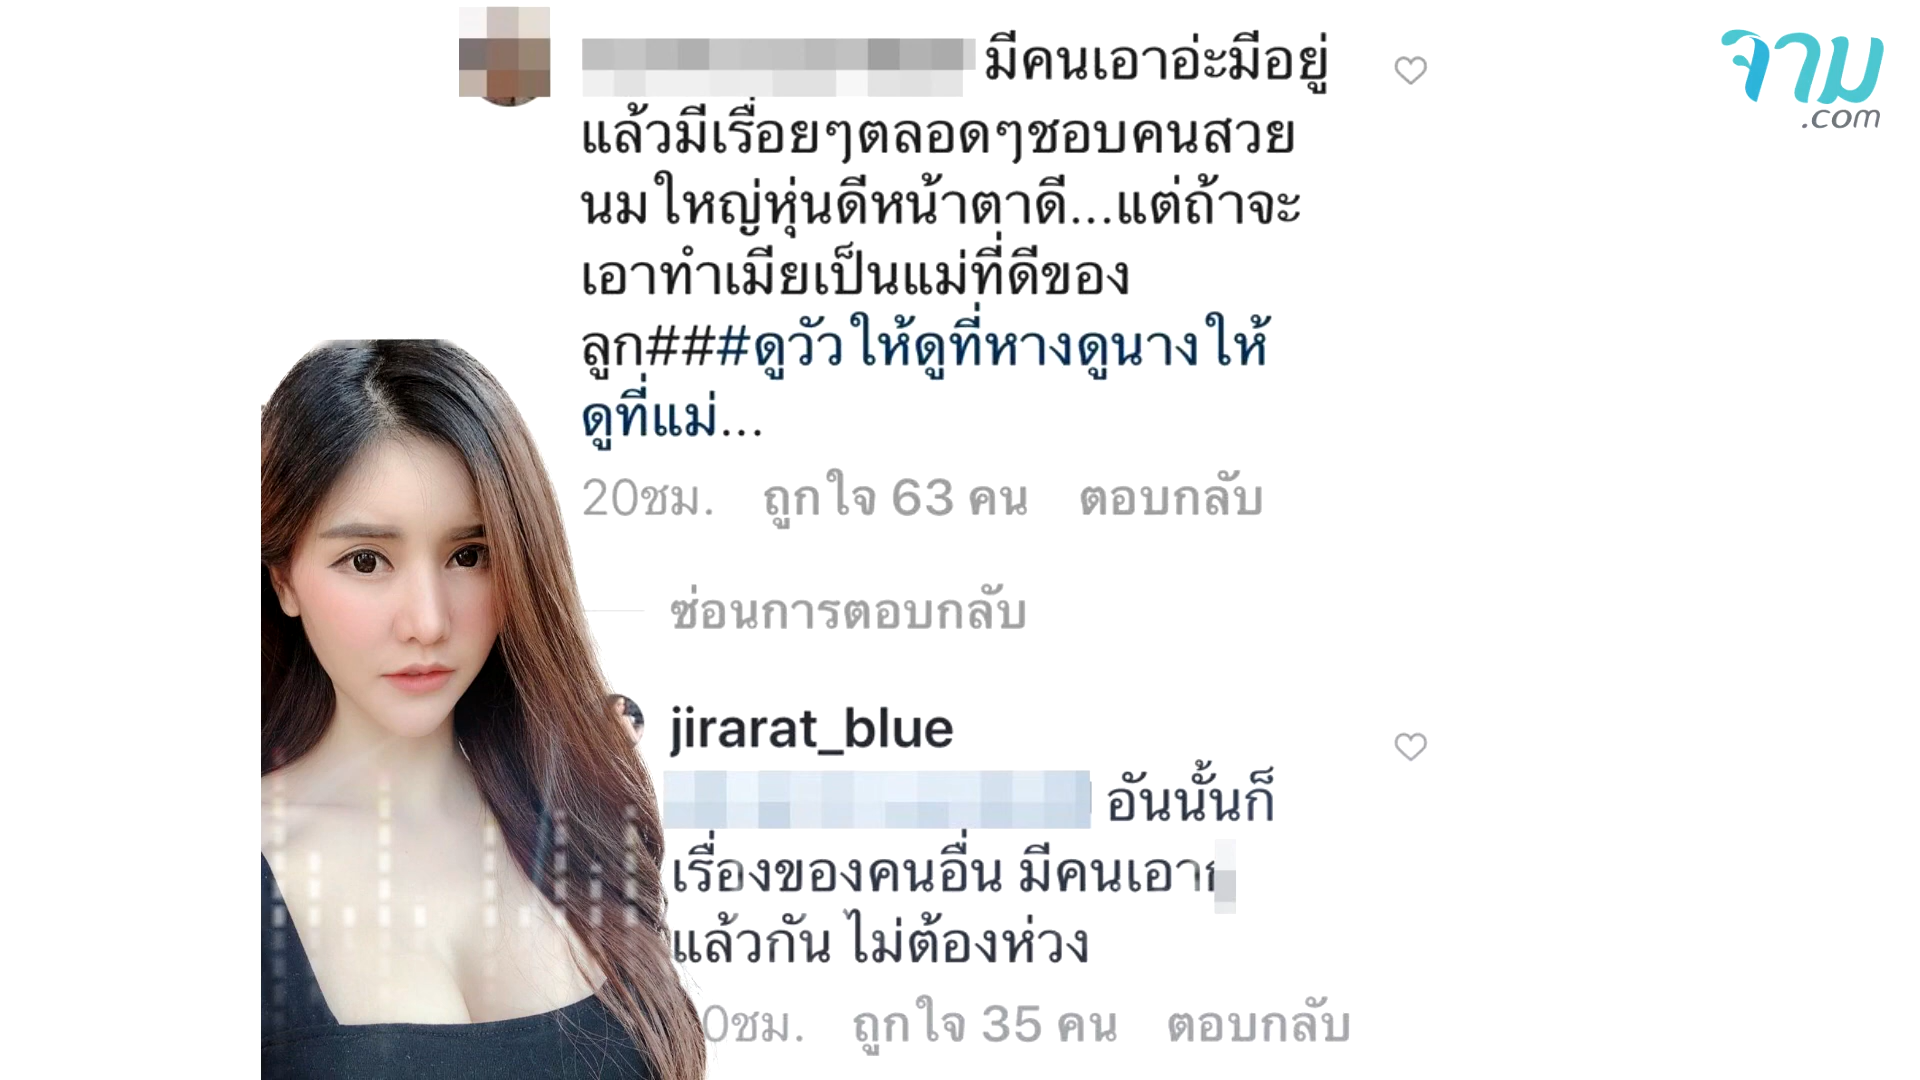 จาม
.com
มีคนเอาอ่ะมีอยู่
แล้วมีเรื่อยๆตลอดๆชอบคนสวย
นมใหญ่หุ่นดีหน้าตาดี...แต่ถ้าจะ
เอาทำเมียเป็นแม่ที่ดีของ
ลูก###ดูวัวให้ดูที่หางดูนางให้
ดูที่แม่...
20ชม. ถูกใจ 63 คน ตอบกลับ
ซ่อนการตอบกลับ
jirarat_blue
อันนั้นก็
เรื่องของคนอื่น มีคนเอา
แล้วกัน ไม่ต้องห่วง
0ชม. ถูกใจ 35 คน ตอบกลับ